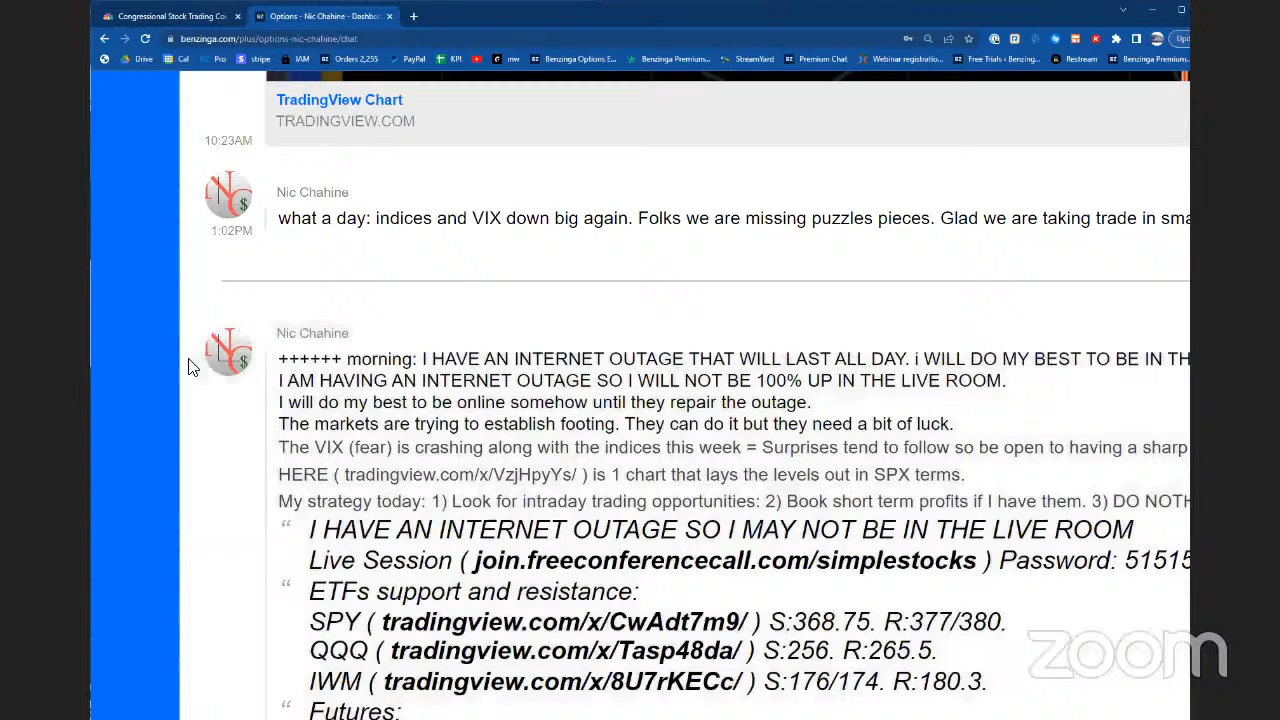 Congressional Stock Trading Co
Options - Nic Chahine - Dashbo
benzinga.com/plus/options-nic-chahine/chat
Drive
Cal
Pro
stripe
IAM
Orders 2,255
PayPal
KPI
mw
Benzinga Options E...
Benzinga Premium...
StreamYard
Premium Chat
Webinar registratio...
Restream
Free Trials ‹ Benzing...
Benzinga Premium
TradingView Chart
TRADINGVIEW.COM
10:23AM
Nic Chahine
what a day: indices and VIX down big again. Folks we are missing puzzles pieces. Glad we are taking trade in sma
1:02PM
Nic Chahine
++++++ morning: I HAVE AN INTERNET OUTAGE THAT WILL LAST ALL DAY. i WILL DO MY BEST TO BE IN TH
I AM HAVING AN INTERNET OUTAGE SO I WILL NOT BE 100% UP IN THE LIVE ROOM.
I will do my best to be online somehow until they repair the outage.
The markets are trying to establish footing. They can do it but they need a bit of luck.
The VIX (fear) is crashing along with the indices this week = Surprises tend to follow so be open to having a sharp
HERE ( tradingview.com/x/VzjHpyYs/ ) is 1 chart that lays the levels out in SPX terms.
My strategy today: 1) Look for intraday trading opportunities: 2) Book short term profits if I have them. 3) DO NOTH
“ I HAVE AN INTERNET OUTAGE SO I MAY NOT BE IN THE LIVE ROOM
Live Session ( join.freeconferencecall.com/simplestocks ) Password: 51515
“ ETFs support and resistance:
SPY ( tradingview.com/x/CwAdt7m9/ ) S:368.75. R:377/380.
QQQ ( tradingview.com/x/Tasp48da/ ) S:256. R:265.5.
IWM ( tradingview.com/x/8U7rKECc/ ) S:176/174. R:180.3.
“ Futures:
zoom